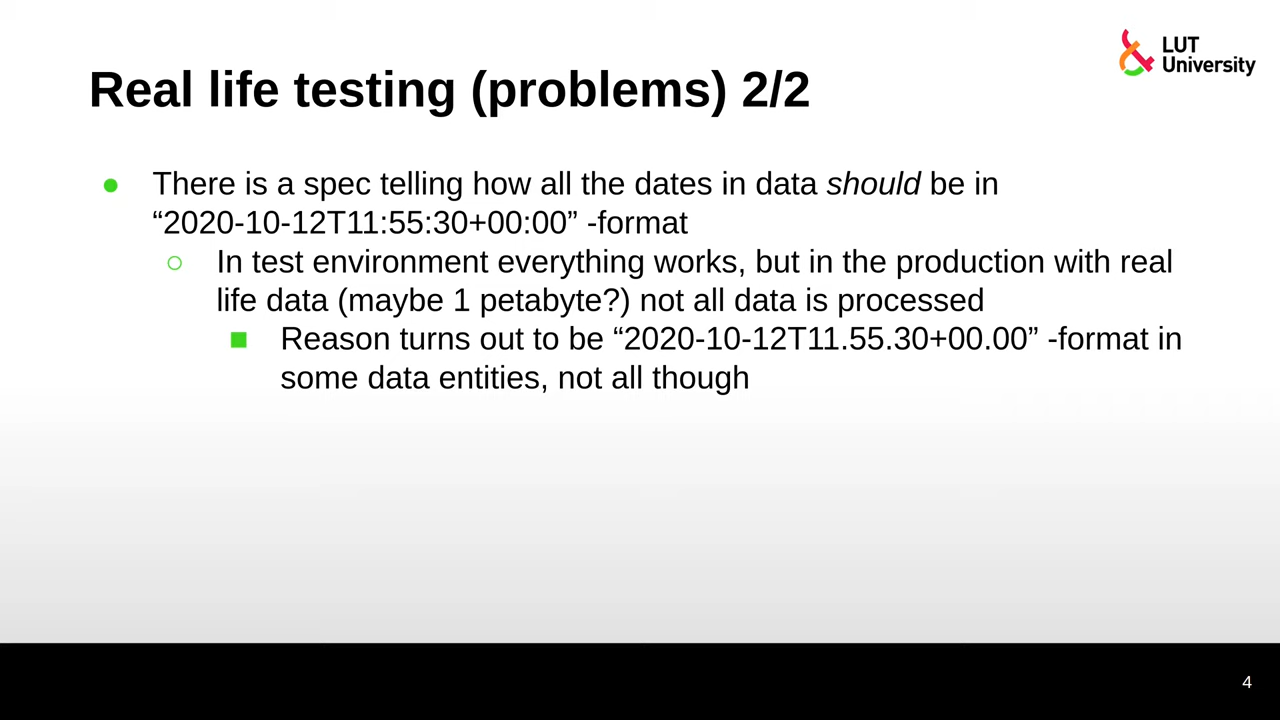 LUT
University
Real life testing (problems) 2/2
● There is a spec telling how all the dates in data should be in
“2020-10-12T11:55:30+00:00” -format
○ In test environment everything works, but in the production with real
life data (maybe 1 petabyte?) not all data is processed
■ Reason turns out to be “2020-10-12T11.55.30+00.00” -format in
some data entities, not all though
4